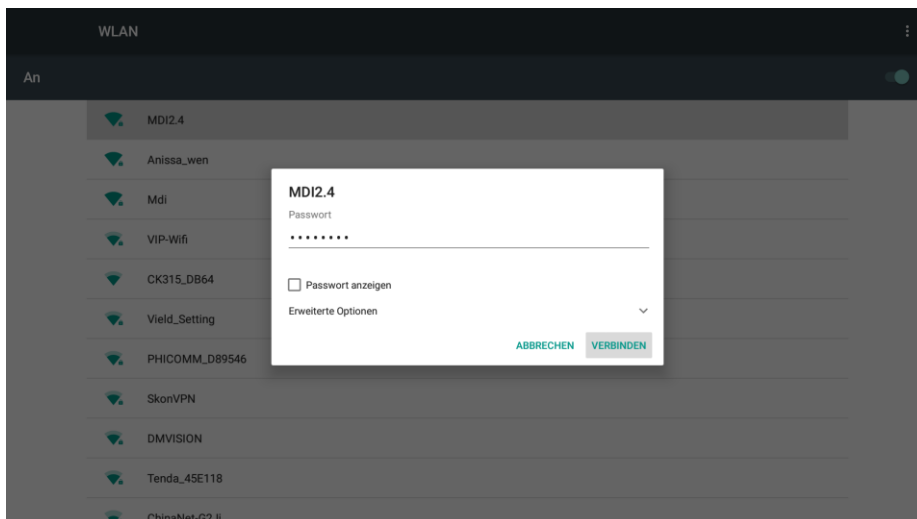 WLAN
An
MDI2.4
Anissa_wen
Mdi
VIP-Wifi
CK315_DB64
Vield_Setting
PHICOMM_D89546
SkonVPN
DMVISION
Tenda_45E118
MDI2.4
Passwort
••••••••
Passwort anzeigen
Erweiterte Optionen
ABBRECHEN VERBINDEN